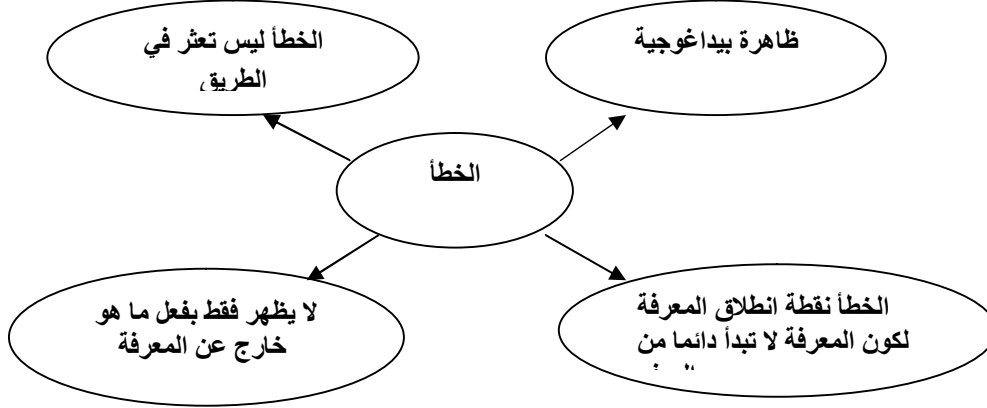 ظاهرة بيداغوجية
الخطأ ليس تعثر في
الطريق
الخطأ
الخطأ نقطة انطلاق المعرفة
لكون المعرفة لا تبدأ دائما من
لا يظهر فقط بفعل ما هو
خارج عن المعرفة